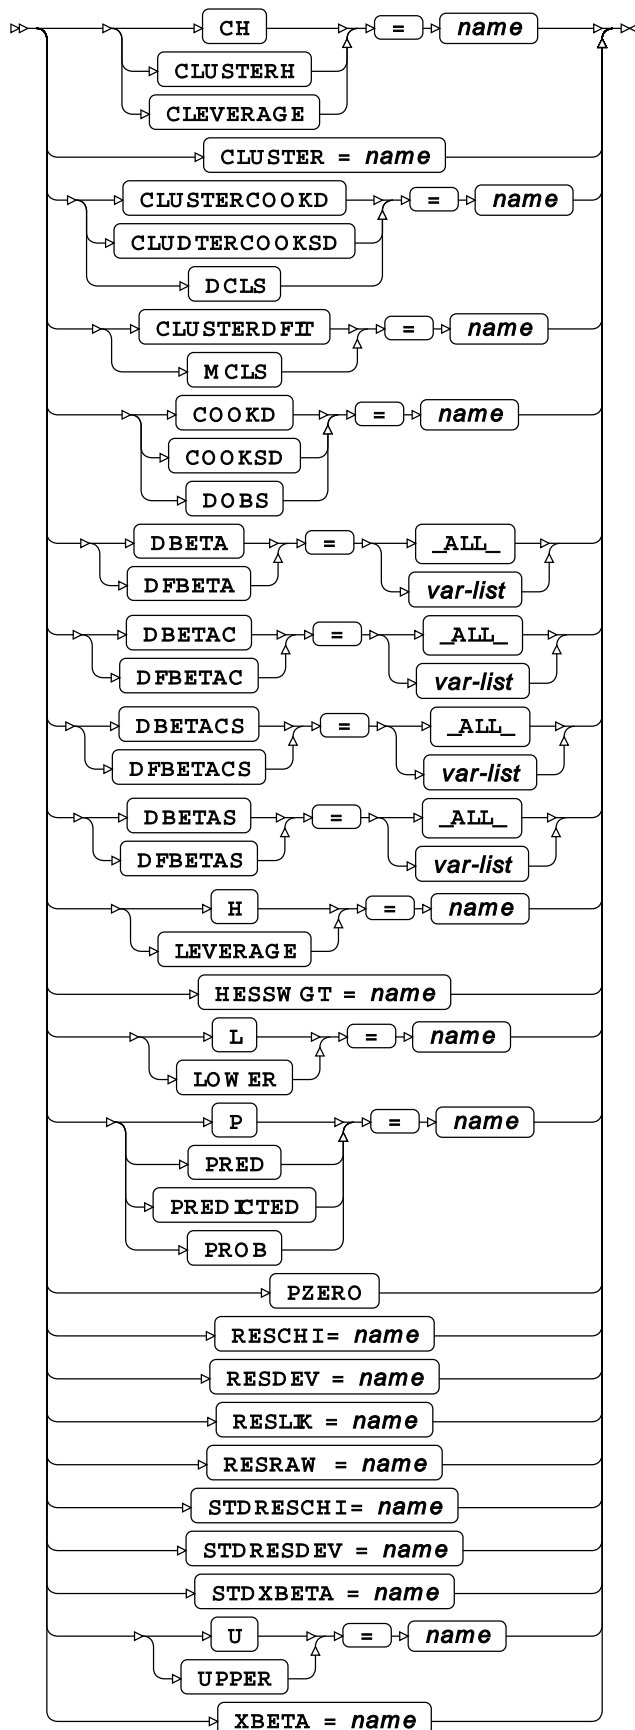 CH = name
CLUSTERH
CLEVERAGE
CLUSTER = name
CLUSTERCOOKD = name
CLUDTERCOOKSD
DCLS
CLUSTERDFIT = name
MCLS
COOKD = name
COOKSD
DOBS
DBETA = _ALL_
DFBETA var-list
DBETAC = _ALL_
DFBETAC var-list
DBETACS = _ALL_
DFBETACS var-list
DBETAS = _ALL_
DFBETAS var-list
H = name
LEVERAGE
HESSWGT = name
L = name
LOWER
P = name
PRED
PREDICTED
PROB
PZERO
RESCHI= name
RESDEV = name
RESLIK = name
RESRAW = name
STDRESCHI= name
STDRESDEV = name
STDXBETA = name
U = name
UPPER
XBETA = name